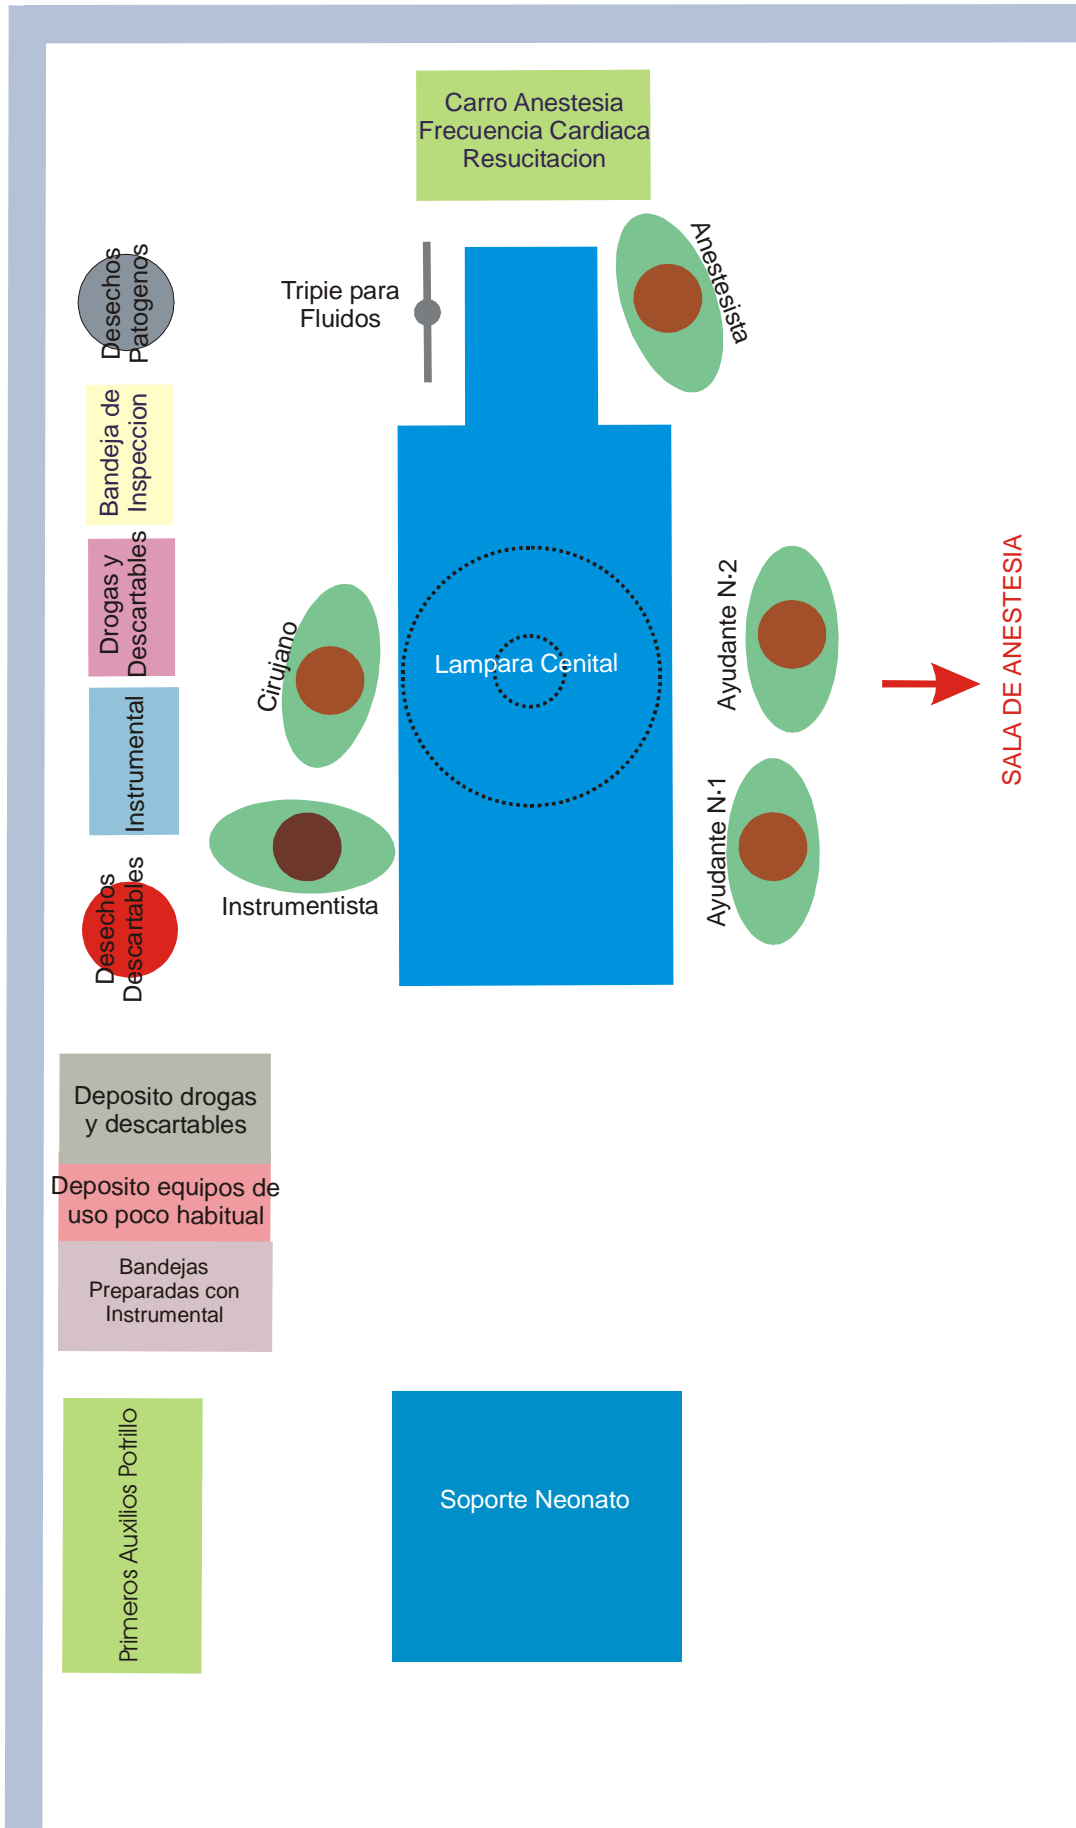 Carro Anestesia
Frecuencia Cardiaca
Resucitacion
Anestesista
Tripie para
Fluidos
Desechos
Patogenos
Bandeja de
Inspeccion
Drogas y
Descartables
Instrumental
Desechos
Descartables
Cirujano
Lampara Cenital
Ayudante N·2
SALA DE ANESTESIA
Instrumentista
Ayudante N·1
Deposito drogas
y descartables
Deposito equipos de
uso poco habitual
Bandejas
Preparadas con
Instrumental
Primeros Auxilios Potrillo
Soporte Neonato